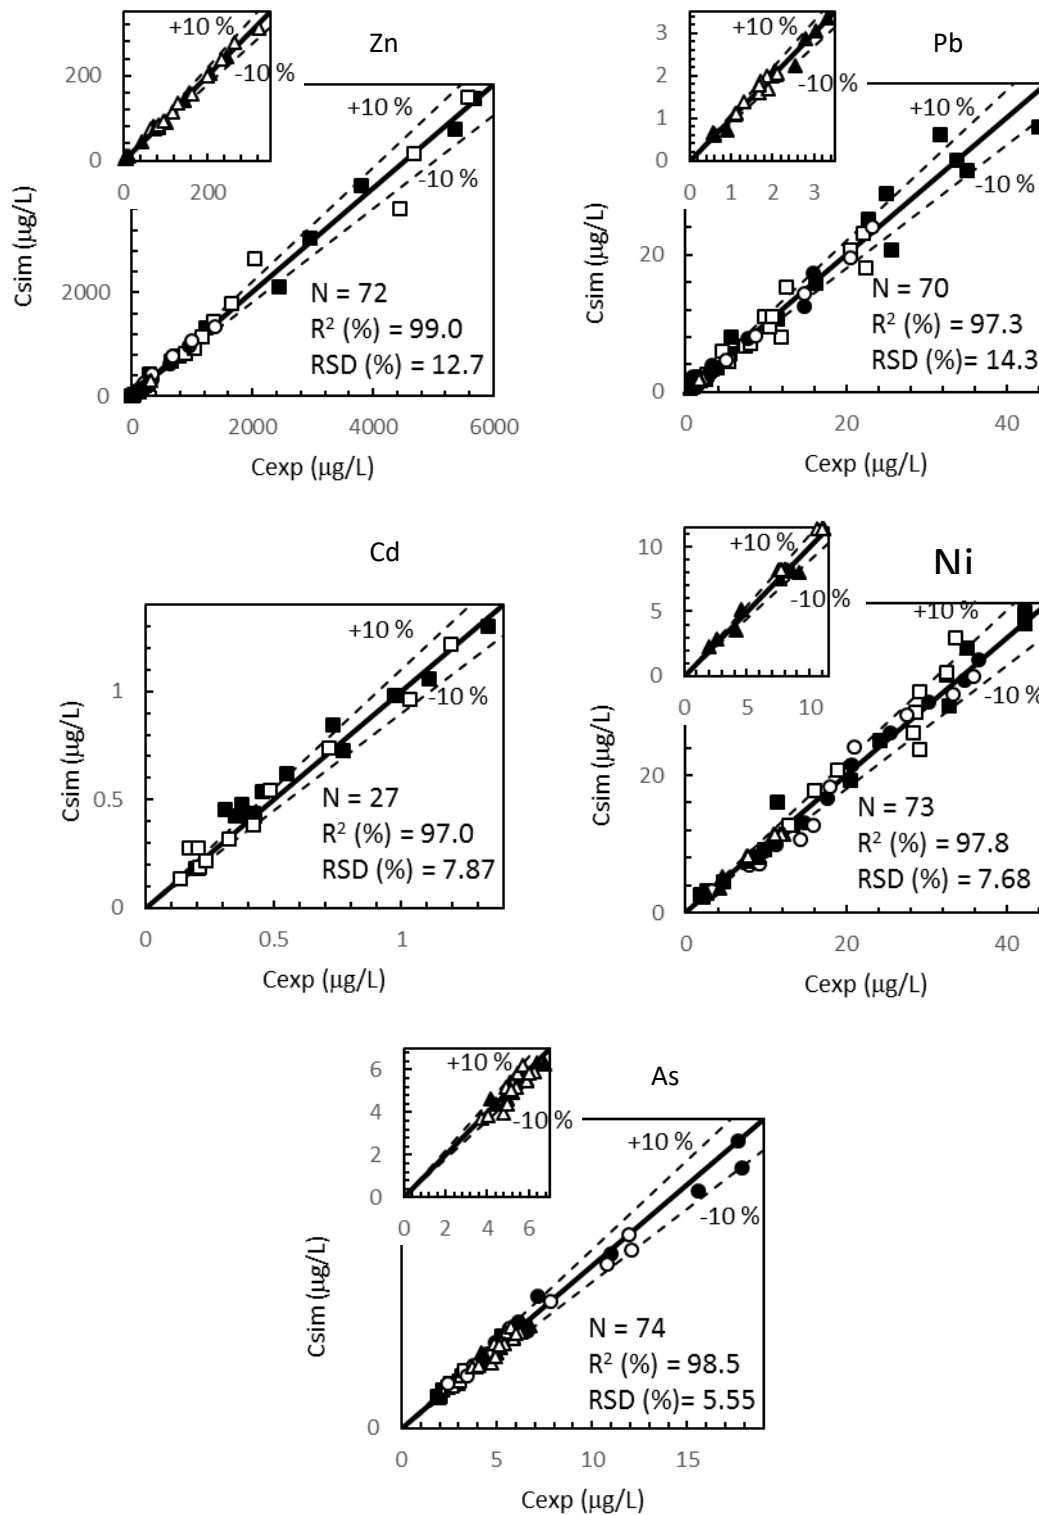 Zn
+10 %
200
-10 %
0
0
200
+10 %
-10 %
Csim (µg/L)
2000
N = 72
R² (%) = 99.0
RSD (%) = 12.7
0
0
2000
4000
6000
Cexp (µg/L)
Pb
3
+10 %
2
-10 %
1
0
0
1
2
3
+10 %
-10 %
Csim (µg/L)
20
N = 70
R² (%) = 97.3
RSD (%)= 14.3
0
0
20
40
Cexp (µg/L)
Cd
+10 %
1
-10 %
Csim (µg/L)
0.5
N = 27
R² (%) = 97.0
RSD (%) = 7.87
0
0
0.5
1
Cexp (µg/L)
Ni
10
+10 %
5
-10 %
0
0
5
10
+10 %
-10 %
Csim (µg/L)
20
N = 73
R² (%) = 97.8
RSD (%) = 7.68
0
0
20
40
Cexp (µg/L)
As
6
+10 %
4
-10 %
2
0
0
2
4
6
+10 %
-10 %
Csim (µg/L)
N = 74
R² (%) = 98.5
RSD (%)= 5.55
0
0
5
10
15
Cexp (µg/L)